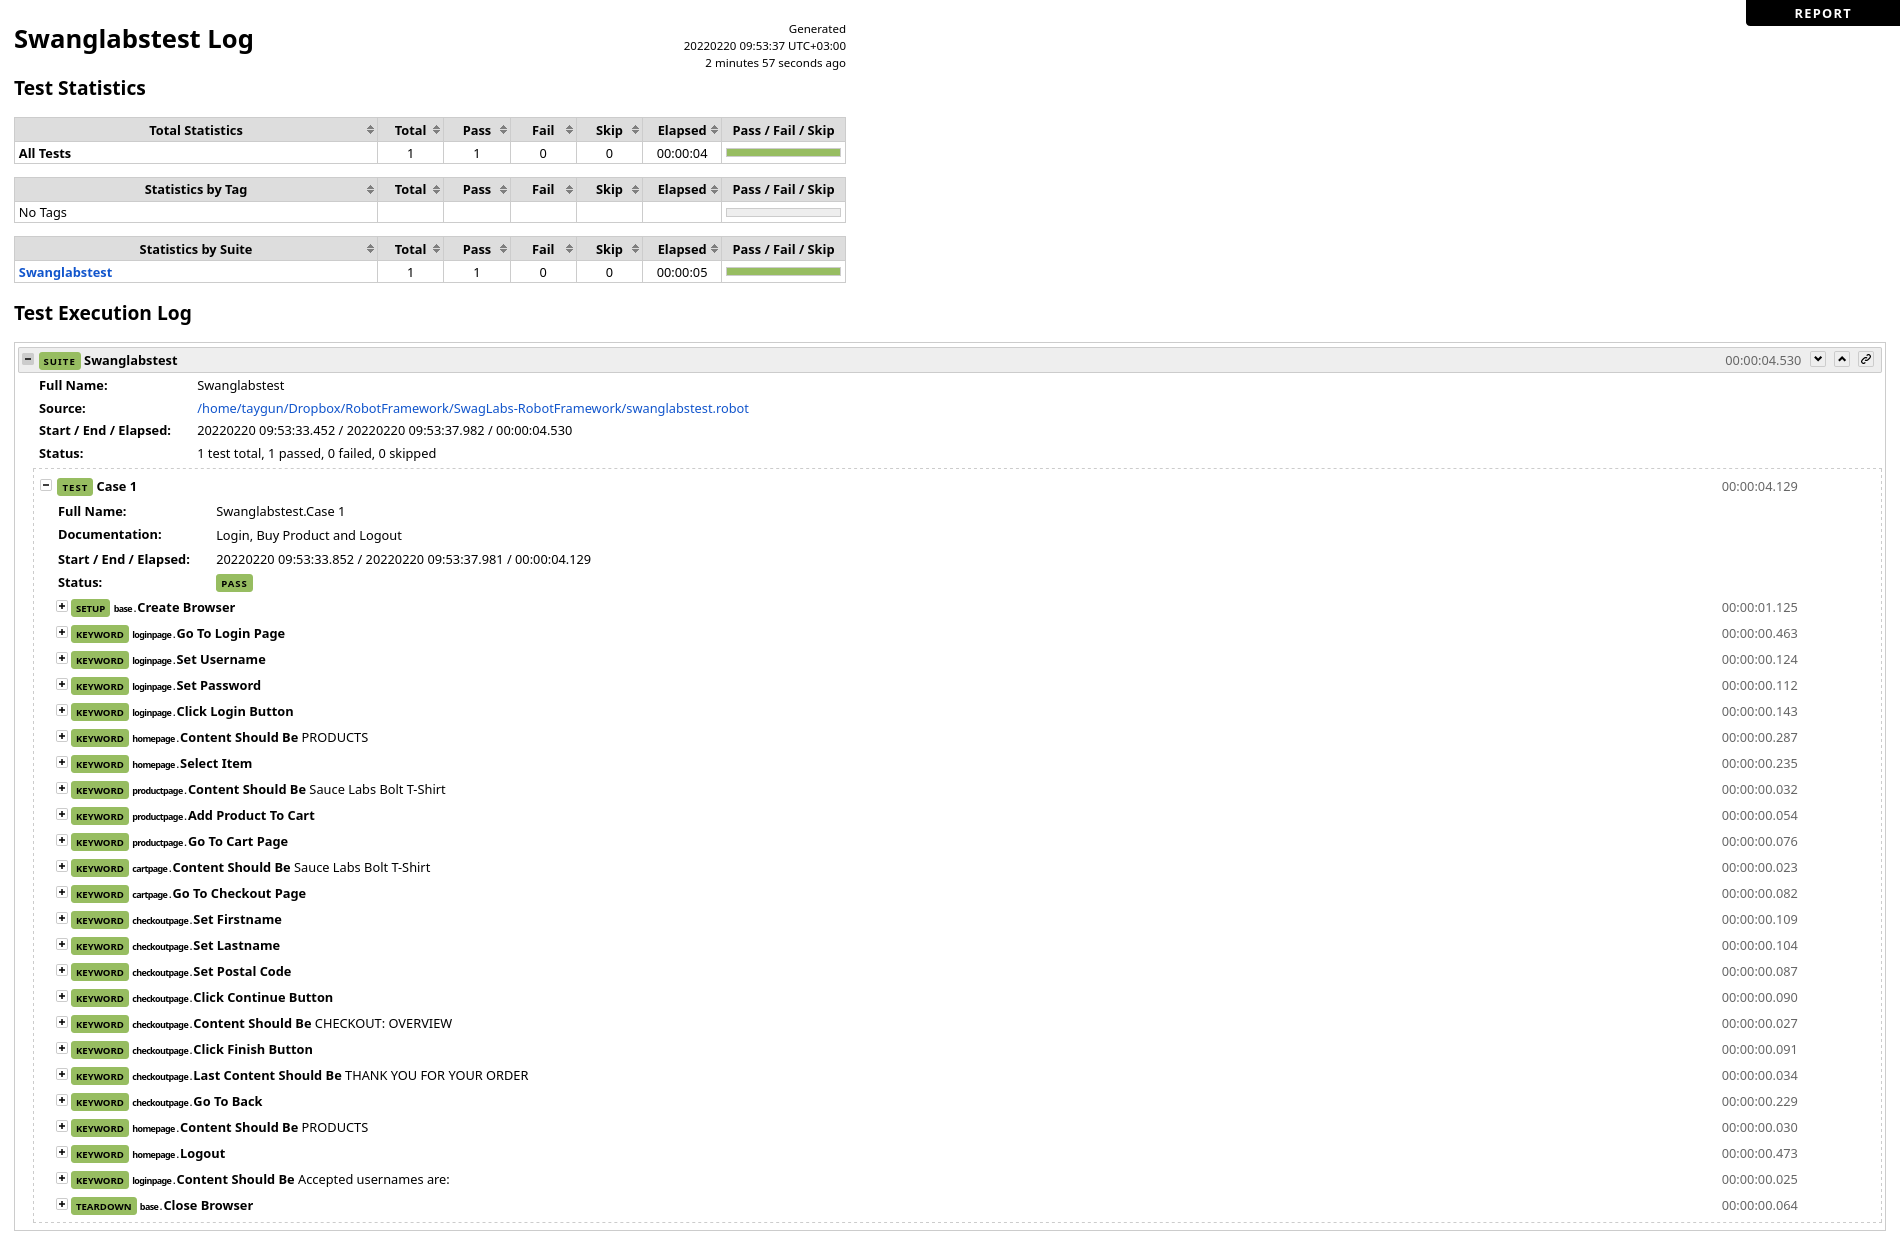 REPORT
Swanglabstest Log
Generated
20220220 09:53:37 UTC+03:00
2 minutes 57 seconds ago
Test Statistics
Total Statistics Total Pass Fail Skip Elapsed Pass / Fail / Skip
All Tests 1 1 0 0 00:00:04
Statistics by Tag Total Pass Fail Skip Elapsed Pass / Fail / Skip
No Tags
Statistics by Suite Total Pass Fail Skip Elapsed Pass / Fail / Skip
Swanglabstest 1 1 0 0 00:00:05
Test Execution Log
SUITE Swanglabstest 00:00:04.530
Full Name: Swanglabstest
Source: /home/taygun/Dropbox/RobotFramework/SwagLabs-RobotFramework/swanglabstest.robot
Start / End / Elapsed: 20220220 09:53:33.452 / 20220220 09:53:37.982 / 00:00:04.530
Status: 1 test total, 1 passed, 0 failed, 0 skipped
TEST Case 1 00:00:04.129
Full Name: Swanglabstest.Case 1
Documentation: Login, Buy Product and Logout
Start / End / Elapsed: 20220220 09:53:33.852 / 20220220 09:53:37.981 / 00:00:04.129
Status: PASS
SETUP base.Create Browser 00:00:01.125
KEYWORD loginpage.Go To Login Page 00:00:00.463
KEYWORD loginpage.Set Username 00:00:00.124
KEYWORD loginpage.Set Password 00:00:00.112
KEYWORD loginpage.Click Login Button 00:00:00.143
KEYWORD homepage.Content Should Be PRODUCTS 00:00:00.287
KEYWORD homepage.Select Item 00:00:00.235
KEYWORD productpage.Content Should Be Sauce Labs Bolt T-Shirt 00:00:00.032
KEYWORD productpage.Add Product To Cart 00:00:00.054
KEYWORD productpage.Go To Cart Page 00:00:00.076
KEYWORD cartpage.Content Should Be Sauce Labs Bolt T-Shirt 00:00:00.023
KEYWORD cartpage.Go To Checkout Page 00:00:00.082
KEYWORD checkoutpage.Set Firstname 00:00:00.109
KEYWORD checkoutpage.Set Lastname 00:00:00.104
KEYWORD checkoutpage.Set Postal Code 00:00:00.087
KEYWORD checkoutpage.Click Continue Button 00:00:00.090
KEYWORD checkoutpage.Content Should Be CHECKOUT: OVERVIEW 00:00:00.027
KEYWORD checkoutpage.Click Finish Button 00:00:00.091
KEYWORD checkoutpage.Last Content Should Be THANK YOU FOR YOUR ORDER 00:00:00.034
KEYWORD checkoutpage.Go To Back 00:00:00.229
KEYWORD homepage.Content Should Be PRODUCTS 00:00:00.030
KEYWORD homepage.Logout 00:00:00.473
KEYWORD loginpage.Content Should Be Accepted usernames are: 00:00:00.025
TEARDOWN base.Close Browser 00:00:00.064